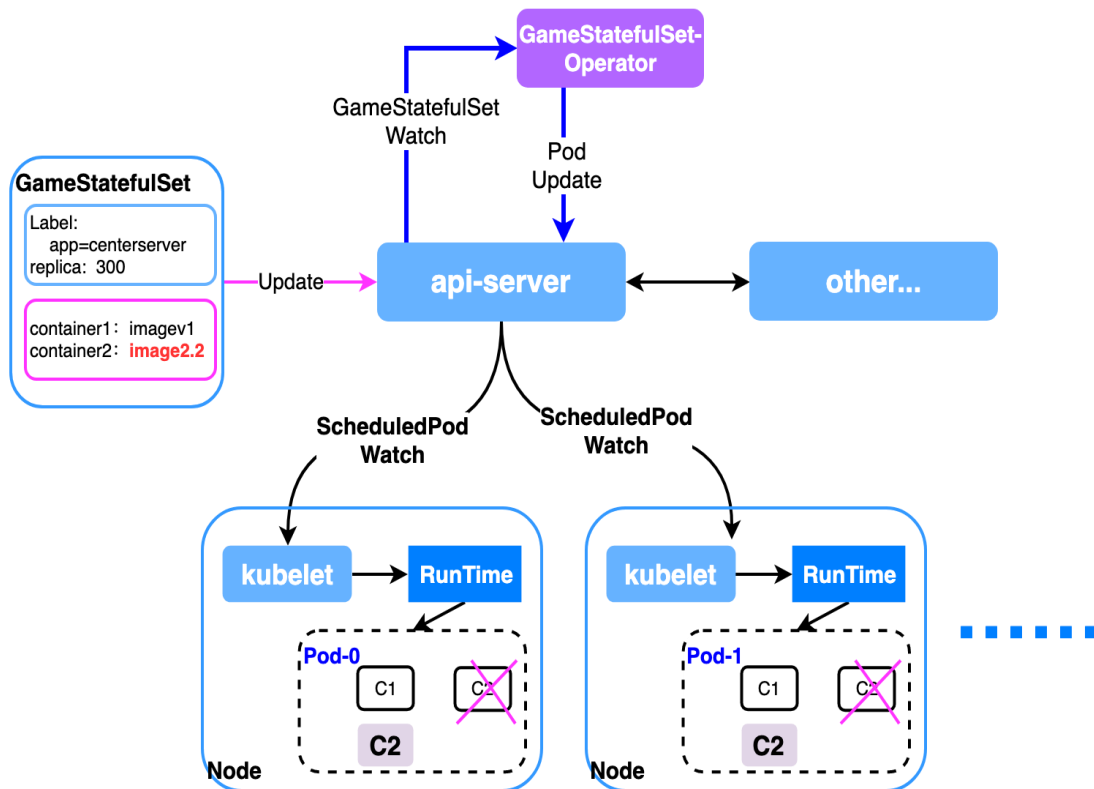 GameStatefulSet-
Operator
GameStatefulSet
Watch
Pod
Update
GameStatefulSet
Label:
app=centerserver
replica: 300
container1: imagev1
container2: image2.2
Update
api-server
other...
ScheduledPod
Watch
ScheduledPod
Watch
kubelet
RunTime
Pod-0
C1
C2
C2
Node
kubelet
RunTime
Pod-1
C1
C2
C2
Node